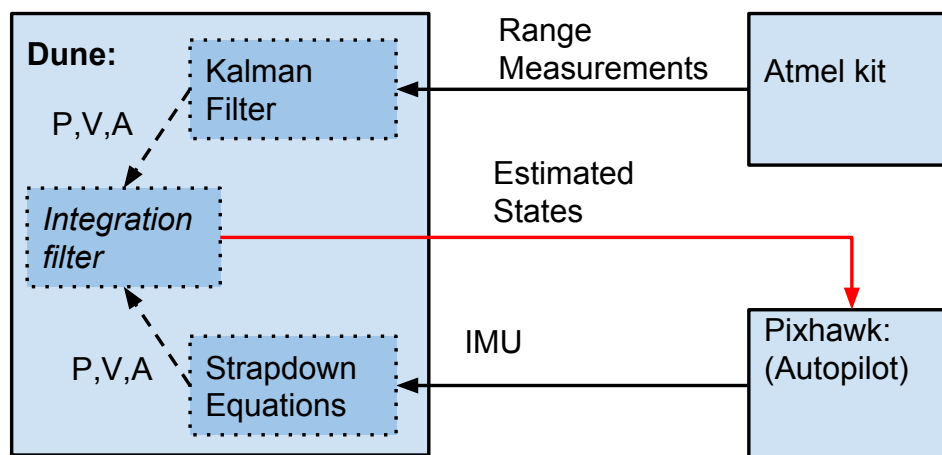 Dune:
Kalman
Filter
Range
Measurements
Atmel kit
P,V,A
Integration
filter
Estimated
States
P,V,A
Strapdown
Equations
IMU
Pixhawk:
(Autopilot)